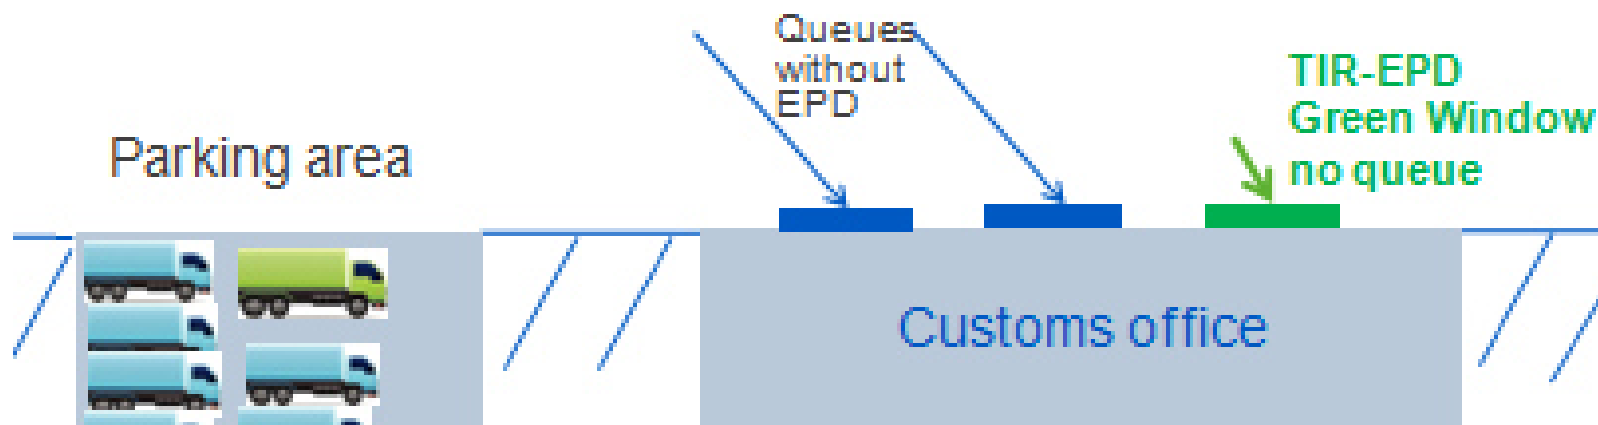 Queues
without
EPD
TIR-EPD
Green Window
no queue
Parking area
Customs office